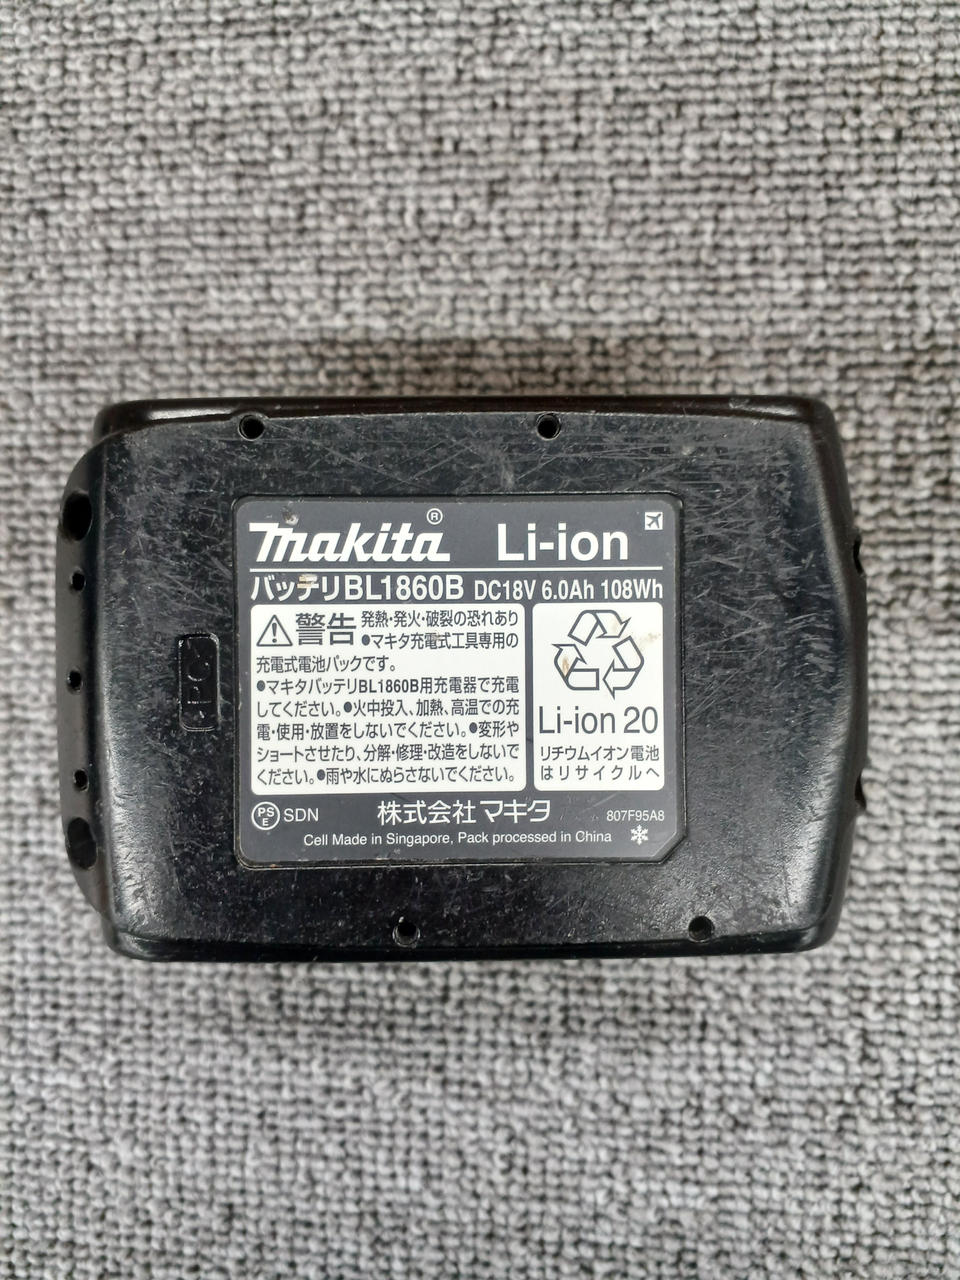 makita® Li-ion
バッテリBL1860B DC18V 6.0Ah 108Wh
警告 発熱・発火・破裂の恐れあり
●マキタ充電式工具専用の
充電式電池パックです。
●マキタバッテリBL1860B用充電器で充電
してください。●火中投入、加熱、高温での充
電・使用・放置をしないでください。●変形や
ショートさせたり、分解・修理・改造をしないで
ください。●雨や水にぬらさないでください。
Li-ion 20
リチウムイオン電池
はリサイクルへ
PSE SDN 株式会社 マキタ 807F95A8
Cell Made in Singapore, Pack processed in China
>PC<